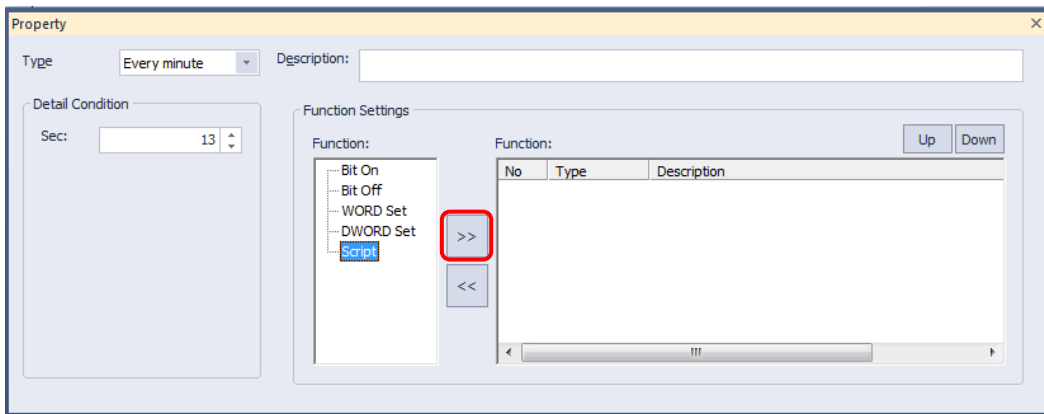 Property
Type
Every minute
Description:
Detail Condition
Sec:
13
Function Settings
Function:
Bit On
Bit Off
WORD Set
DWORD Set
Script
>>
<<
Function:
Up
Down
No
Type
Description